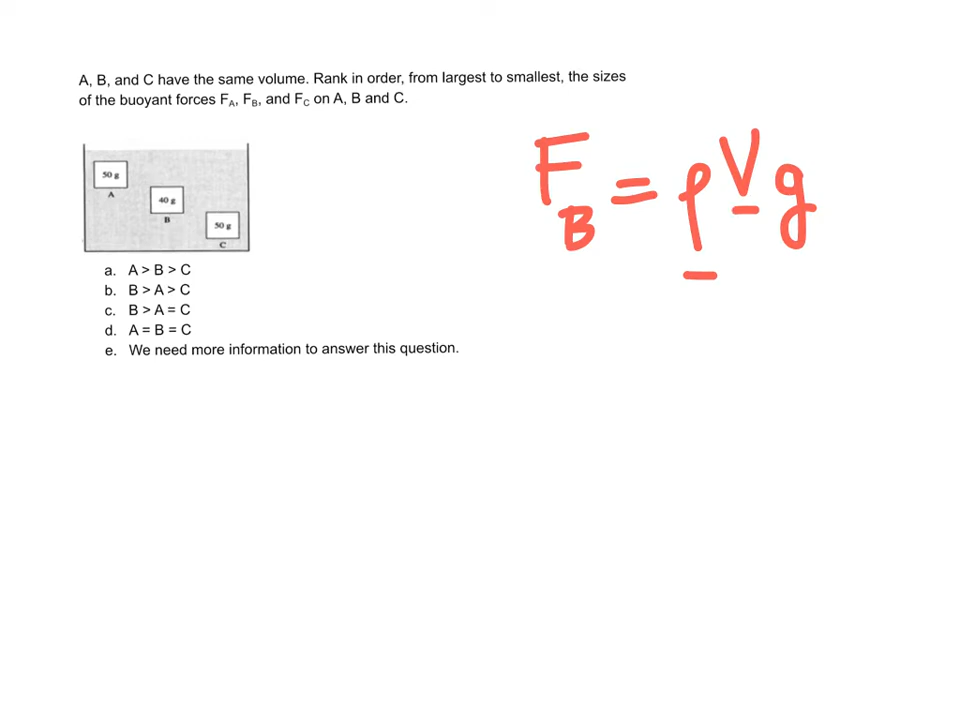 A, B, and C have the same volume. Rank in order, from largest to smallest, the sizes
of the buoyant forces FA, FB, and FC on A, B and C.
50 g
A
40 g
B
50 g
C
a. A > B > C
b. B > A > C
c. B > A = C
d. A = B = C
e. We need more information to answer this question.
FB = ρVg